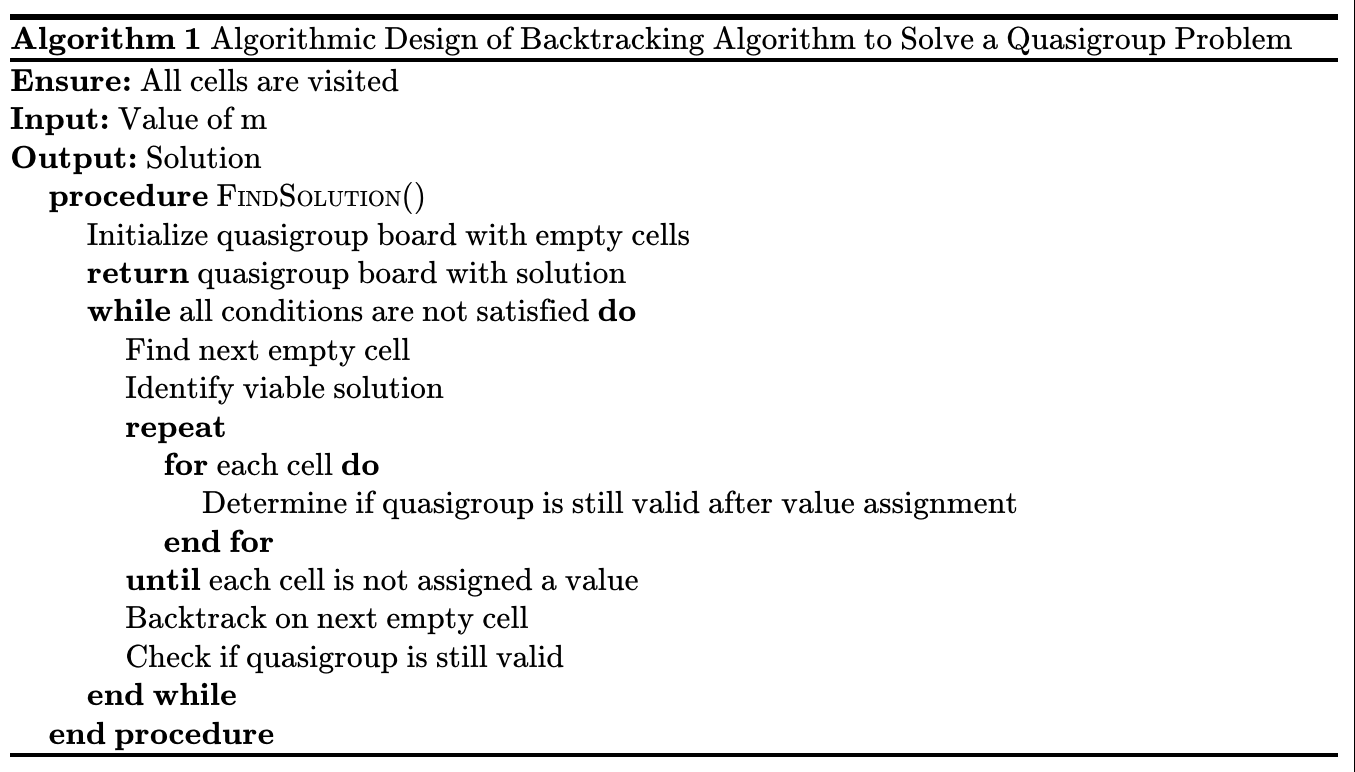 Algorithm 1 Algorithmic Design of Backtracking Algorithm to Solve a Quasigroup Problem
Ensure: All cells are visited
Input: Value of m
Output: Solution
procedure FINDSOLUTION()
Initialize quasigroup board with empty cells
return quasigroup board with solution
while all conditions are not satisfied do
Find next empty cell
Identify viable solution
repeat
for each cell do
Determine if quasigroup is still valid after value assignment
end for
until each cell is not assigned a value
Backtrack on next empty cell
Check if quasigroup is still valid
end while
end procedure